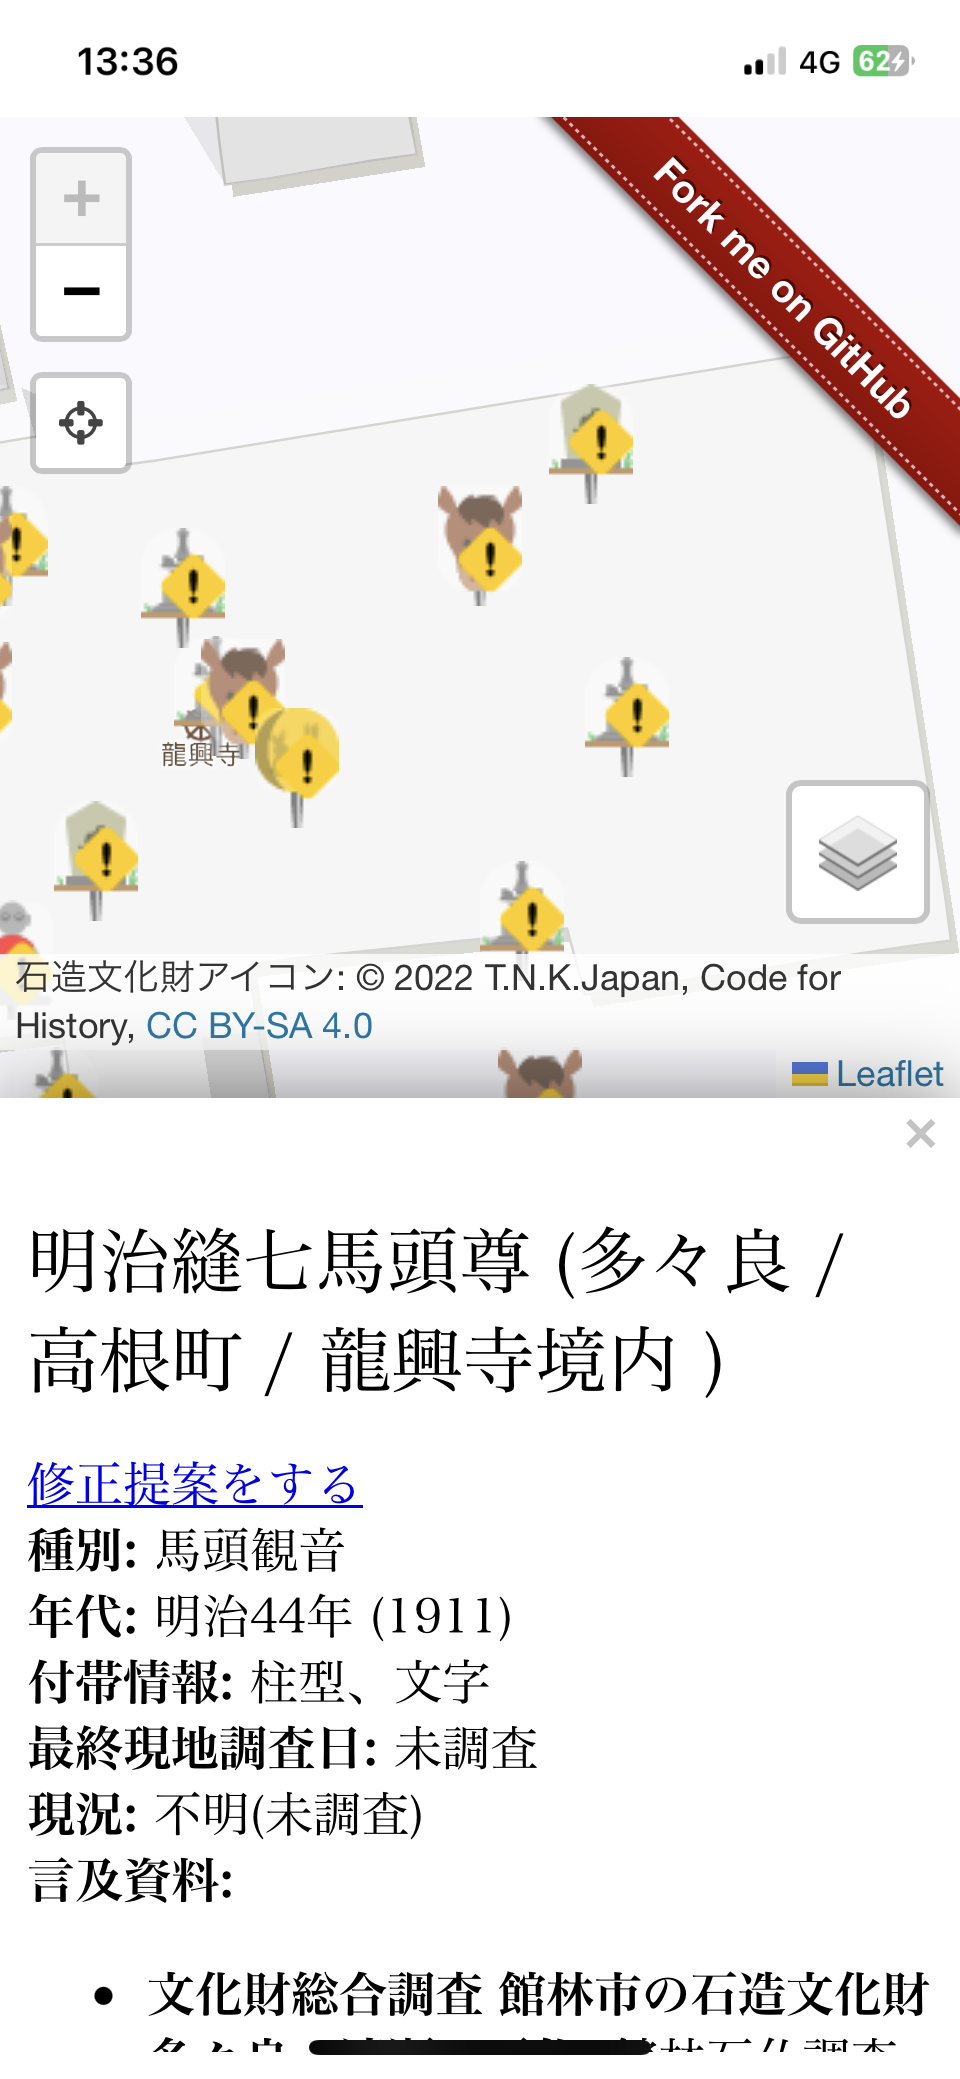 13:36
4G
62
+
−
Fork me on GitHub
龍興寺
石造文化財アイコン: © 2022 T.N.K.Japan, Code for
History, CC BY-SA 4.0
Leaflet
×
明治縫七馬頭尊 (多々良 /
高根町 / 龍興寺境内 )
修正提案をする
種別: 馬頭観音
年代: 明治44年 (1911)
付帯情報: 柱型、文字
最終現地調査日: 未調査
現況: 不明(未調査)
言及資料:
• 文化財総合調査 館林市の石造文化財